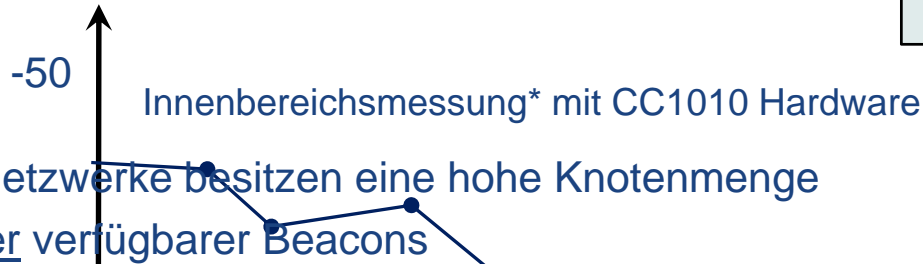 -50
Innenbereichsmessung* mit CC1010 Hardware
etzwerke besitzen eine hohe Knotenmenge
er verfügbarer Beacons